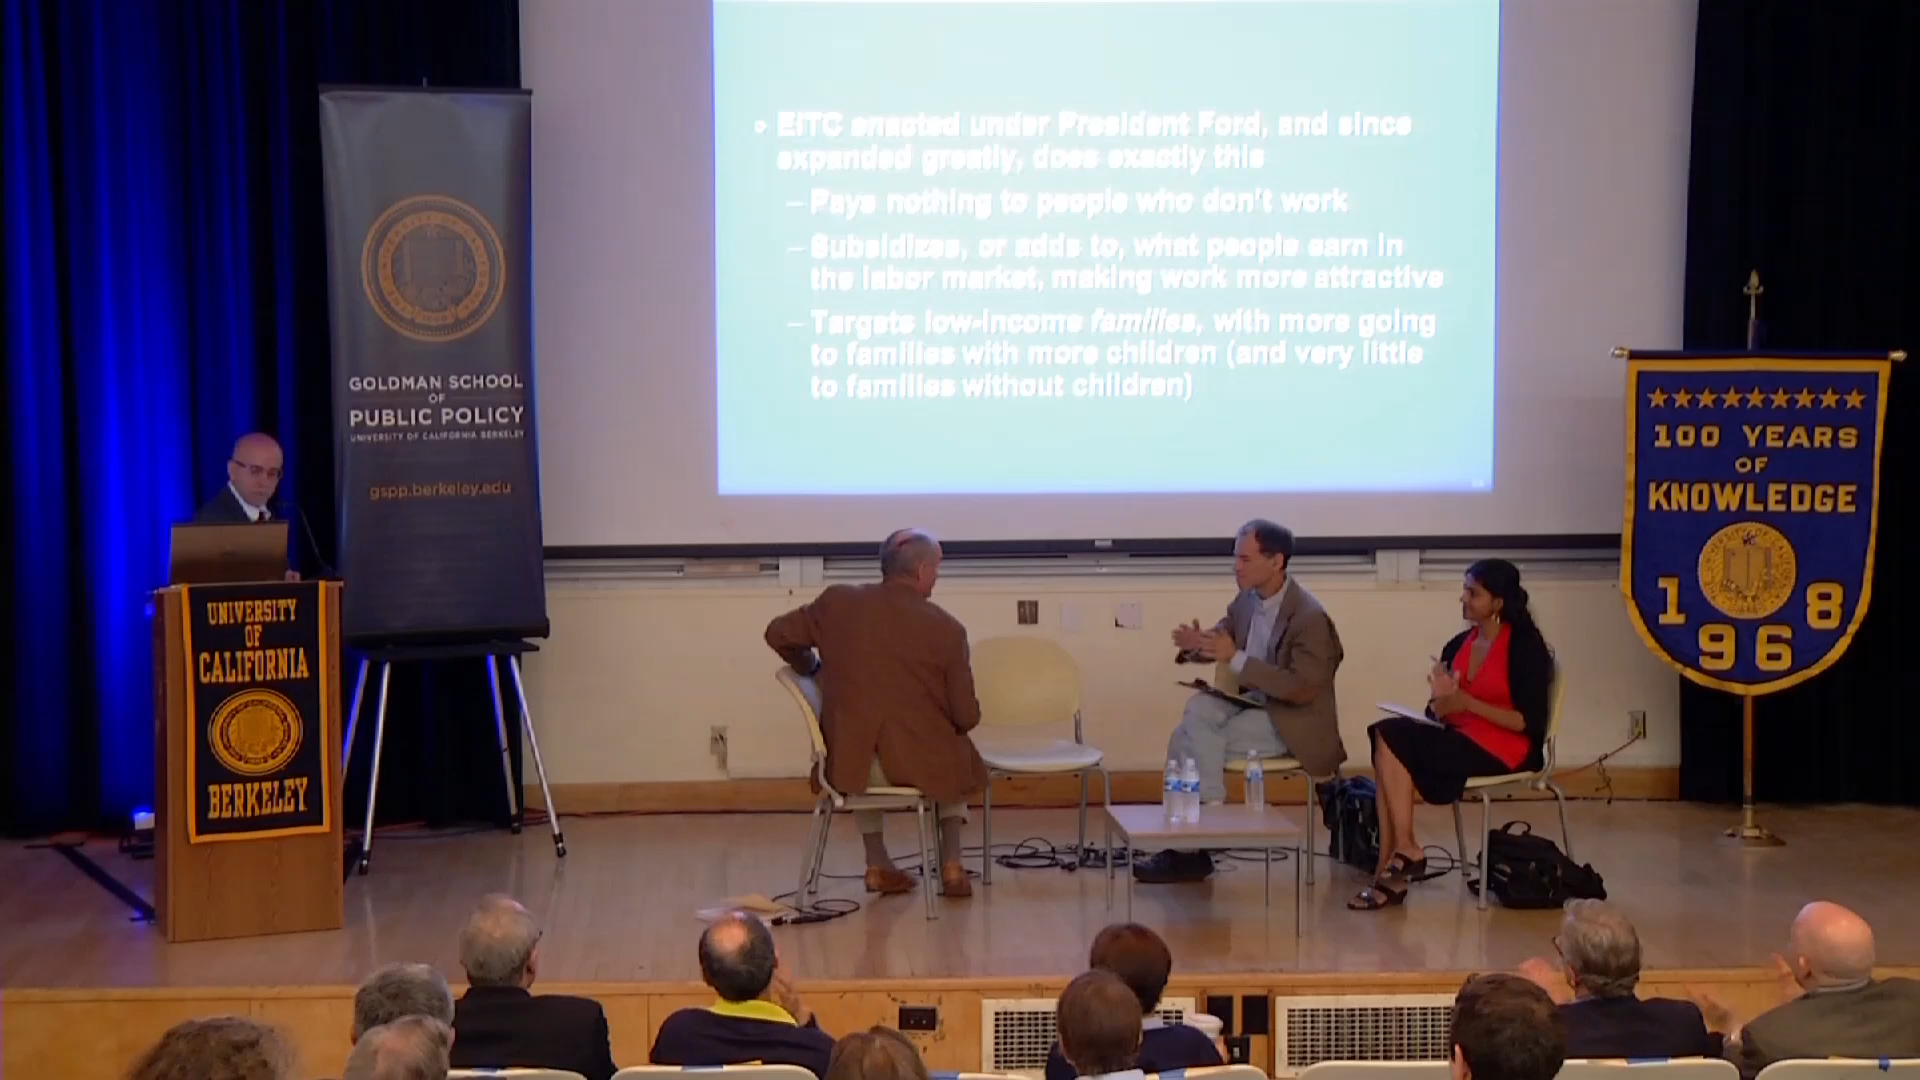 • EITC enacted under President Ford, and since
expanded greatly, does exactly this
– Pays nothing to people who don't work
– Subsidizes, or adds to, what people earn in
the labor market, making work more attractive
– Targets low-income families, with more going
to families with more children (and very little
to families without children)
GOLDMAN SCHOOL
OF
PUBLIC POLICY
UNIVERSITY OF CALIFORNIA BERKELEY
gspp.berkeley.edu
UNIVERSITY
OF
CALIFORNIA
BERKELEY
100 YEARS
OF
KNOWLEDGE
1 8
96